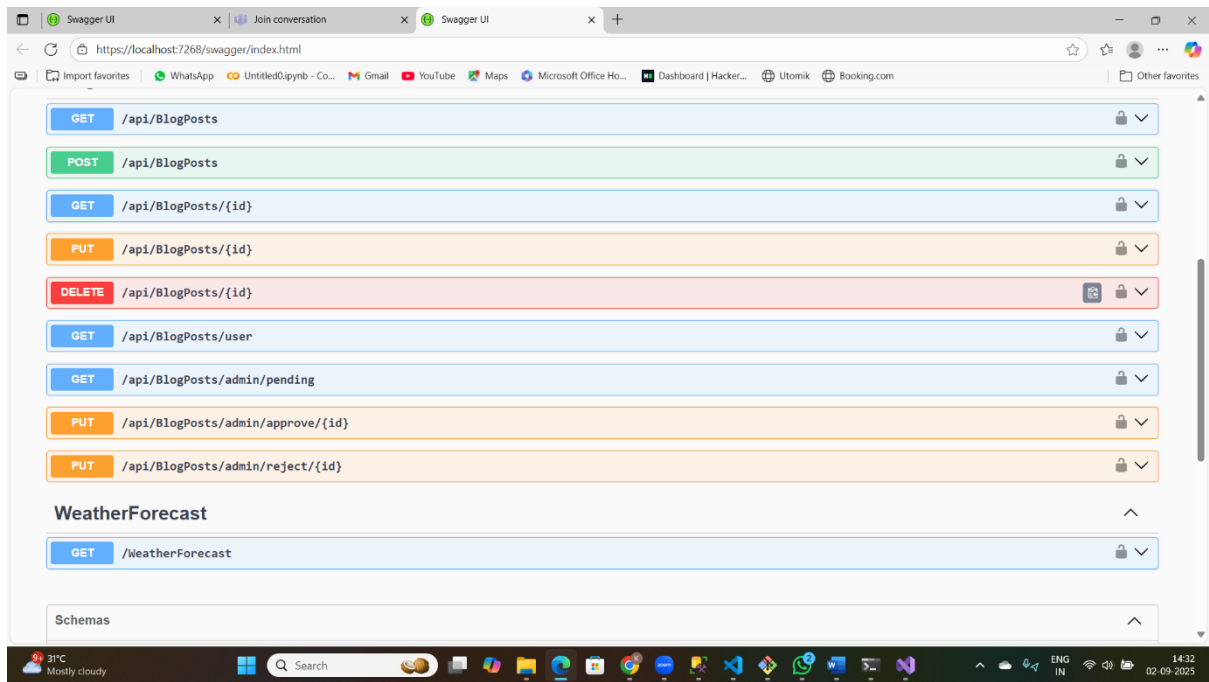 Swagger UI
Join conversation
Swagger UI
https://localhost:7268/swagger/index.html
Import favorites
WhatsApp
Untitled0.ipynb - Co...
Gmail
YouTube
Maps
Microsoft Office Ho...
Dashboard | Hacker...
Utomik
Booking.com
Other favorites
GET /api/BlogPosts
POST /api/BlogPosts
GET /api/BlogPosts/{id}
PUT /api/BlogPosts/{id}
DELETE /api/BlogPosts/{id}
GET /api/BlogPosts/user
GET /api/BlogPosts/admin/pending
PUT /api/BlogPosts/admin/approve/{id}
PUT /api/BlogPosts/admin/reject/{id}
WeatherForecast
GET /WeatherForecast
Schemas
9+
31°C
Mostly cloudy
Search
2
ENG
IN
14:32
02-09-2025